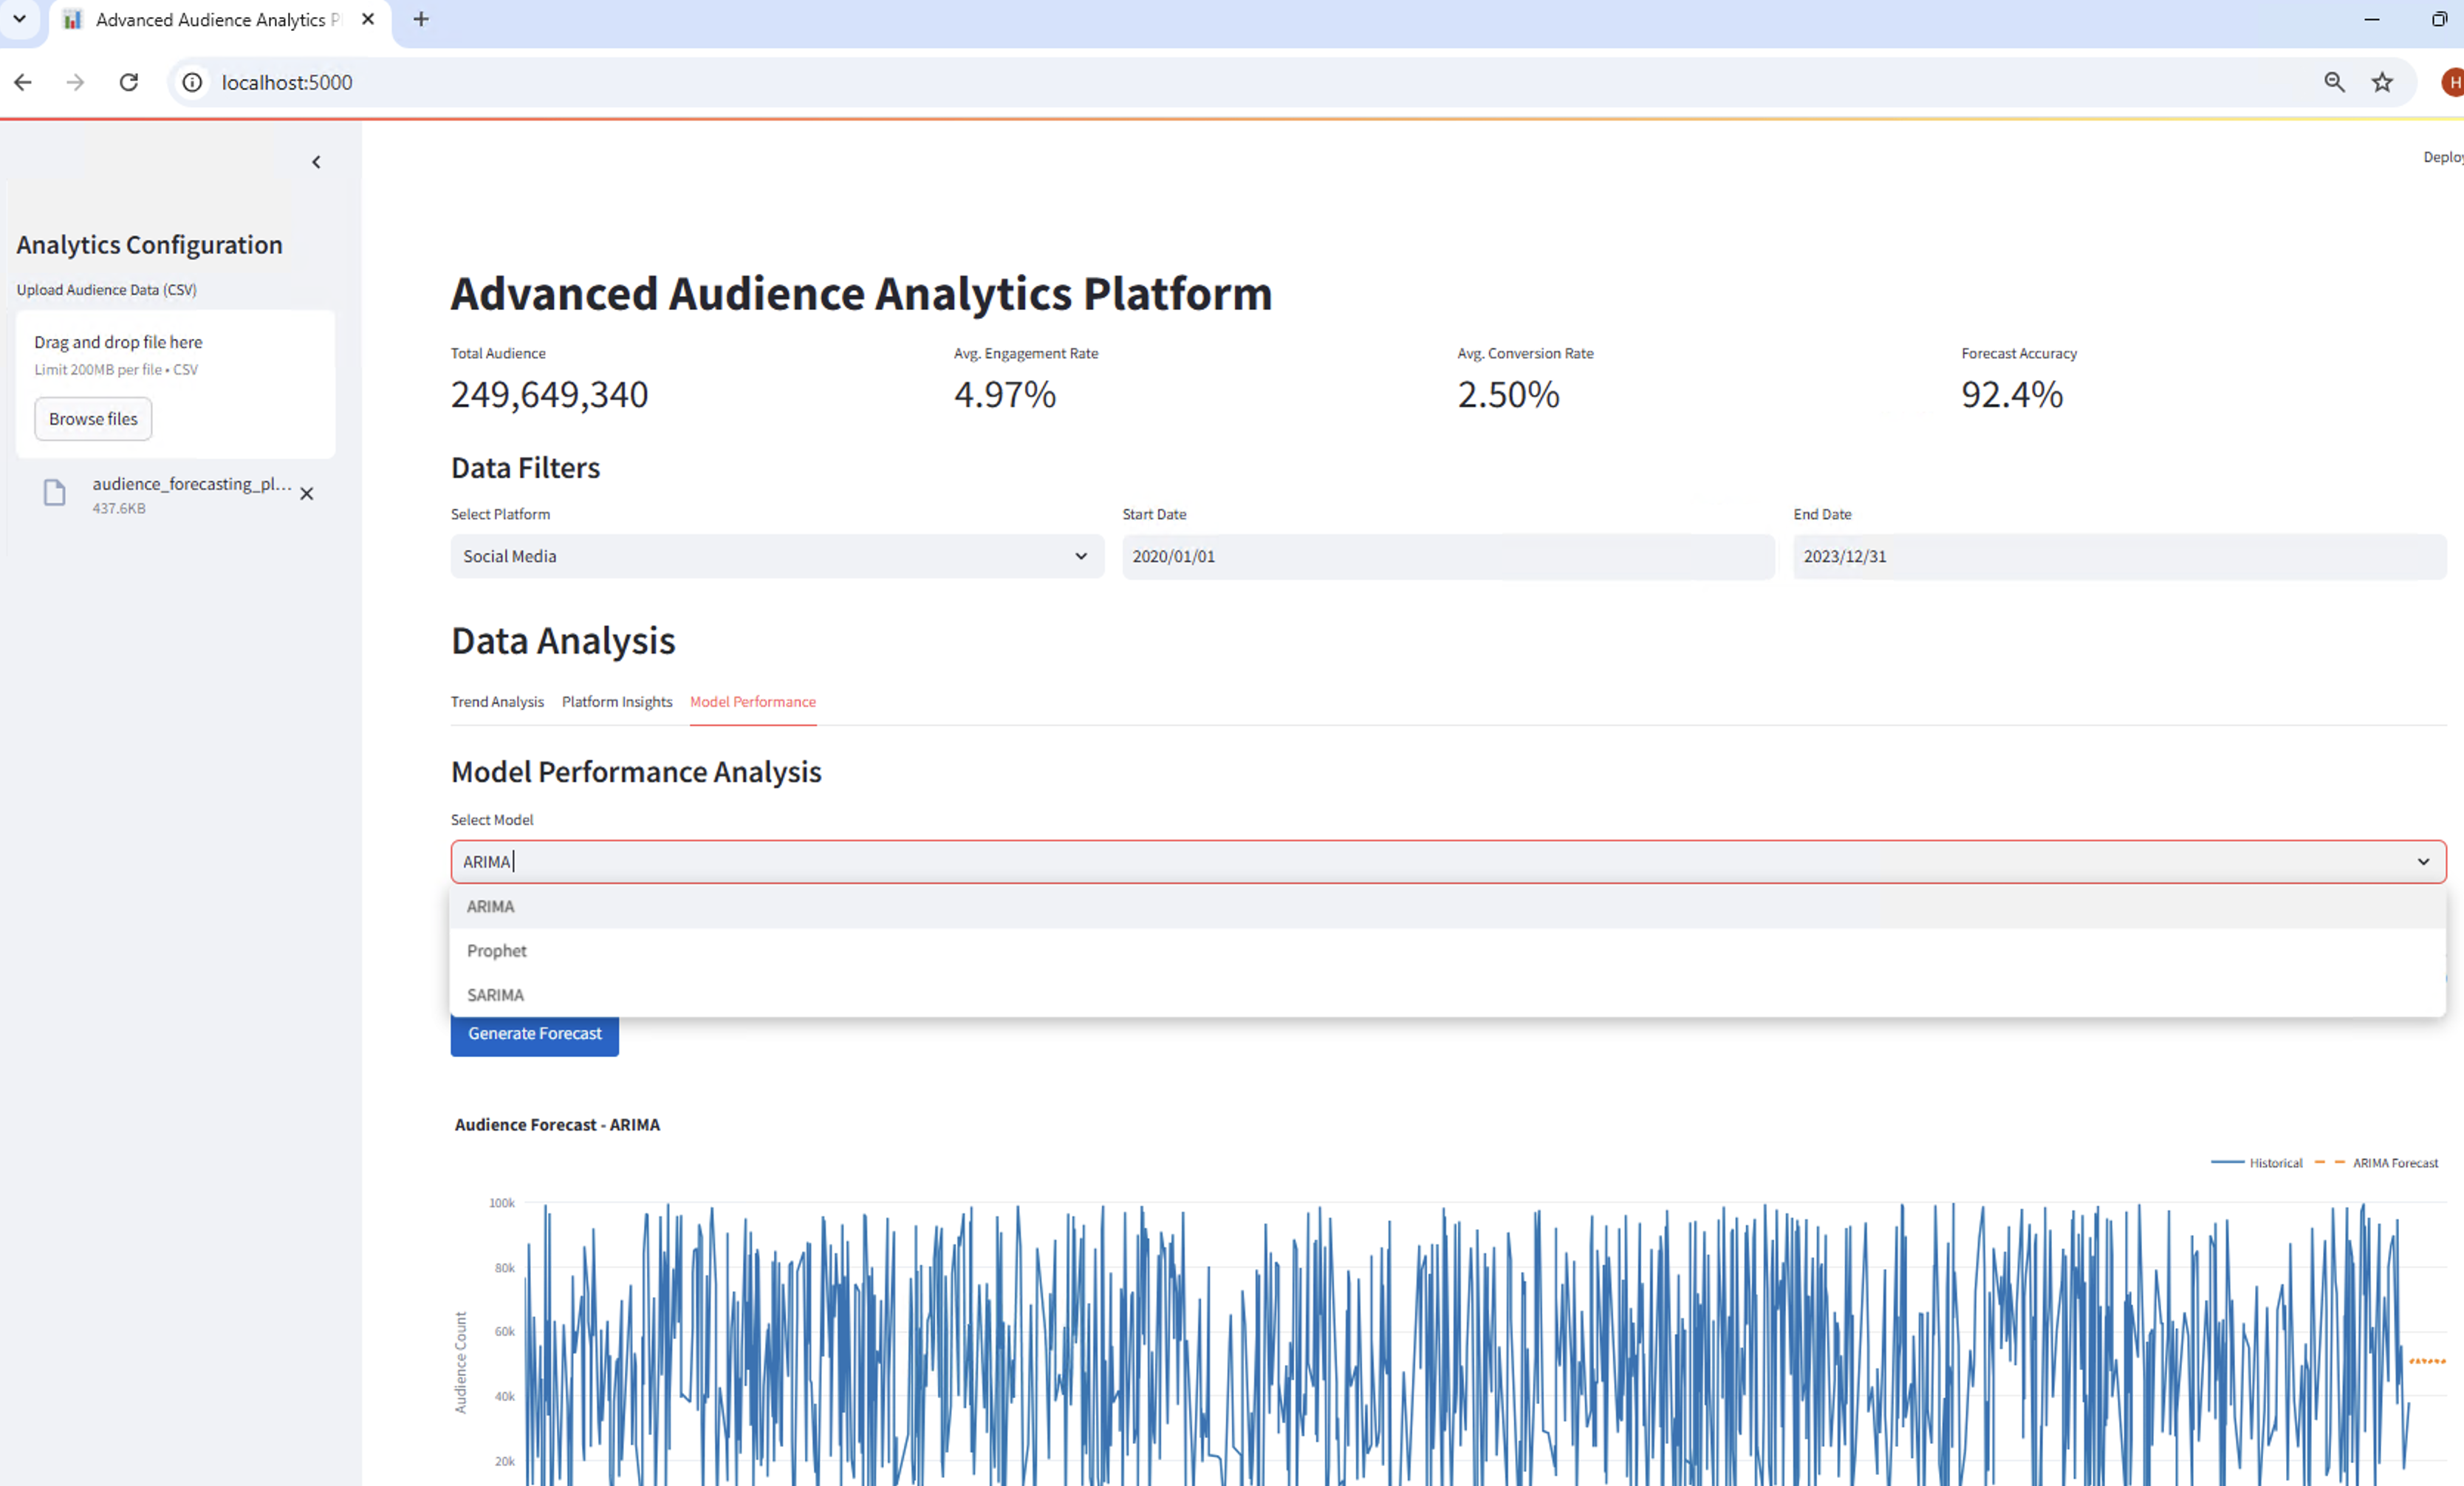 Advanced Audience Analytics P
localhost:5000
H
Deploy
Analytics Configuration
Upload Audience Data (CSV)
Drag and drop file here
Limit 200MB per file • CSV
Browse files
audience_forecasting_pl...
437.6KB
Advanced Audience Analytics Platform
Total Audience
249,649,340
Avg. Engagement Rate
4.97%
Avg. Conversion Rate
2.50%
Forecast Accuracy
92.4%
Data Filters
Select Platform
Social Media
Start Date
2020/01/01
End Date
2023/12/31
Data Analysis
Trend Analysis Platform Insights Model Performance
Model Performance Analysis
Select Model
ARIMA
ARIMA
Prophet
SARIMA
Generate Forecast
Audience Forecast - ARIMA
Historical ARIMA Forecast
100k
80k
60k
40k
20k
Audience Count